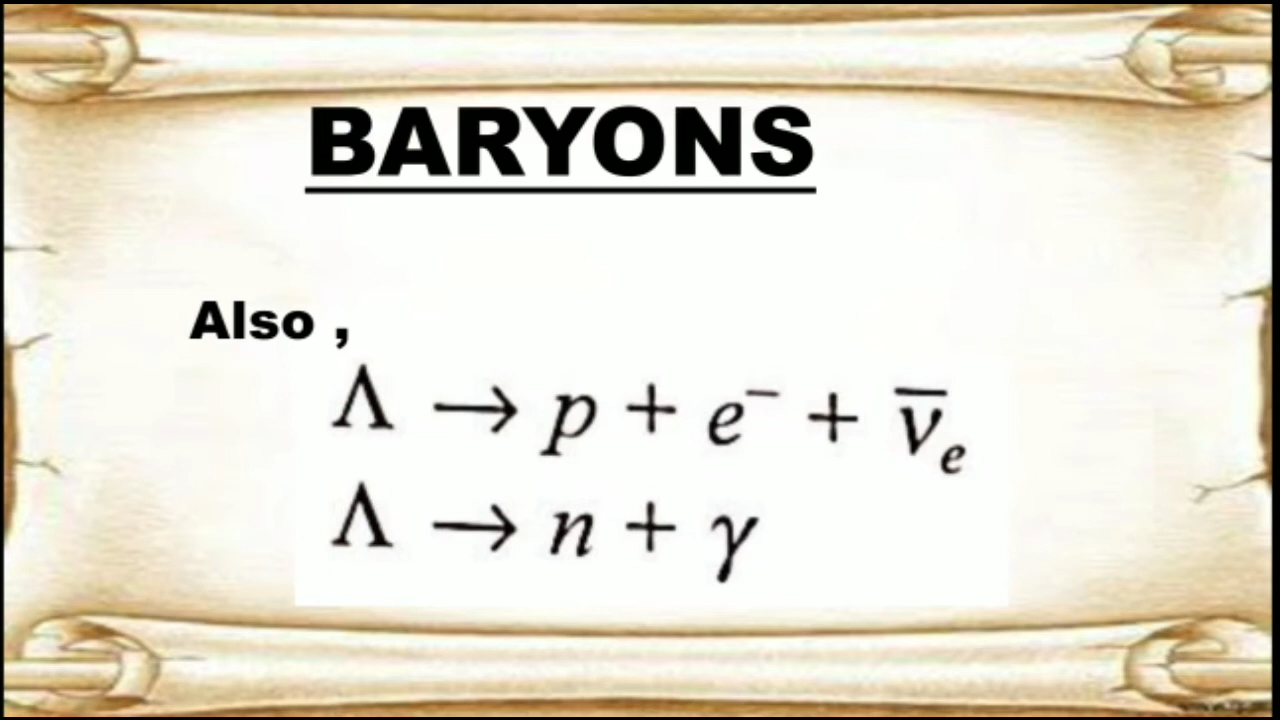 BARYONS
Also ,
Λ → p + e⁻ + ν̅ₑ
Λ → n + γ